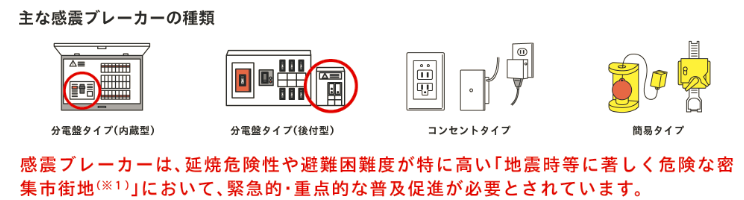 主な感震ブレーカーの種類
分電盤タイプ(内蔵型)
分電盤タイプ(後付型)
コンセントタイプ
簡易タイプ
感震ブレーカーは、延焼危険性や避難困難度が特に高い「地震時等に著しく危険な密
集市街地(※1)」において、緊急的・重点的な普及促進が必要とされています。